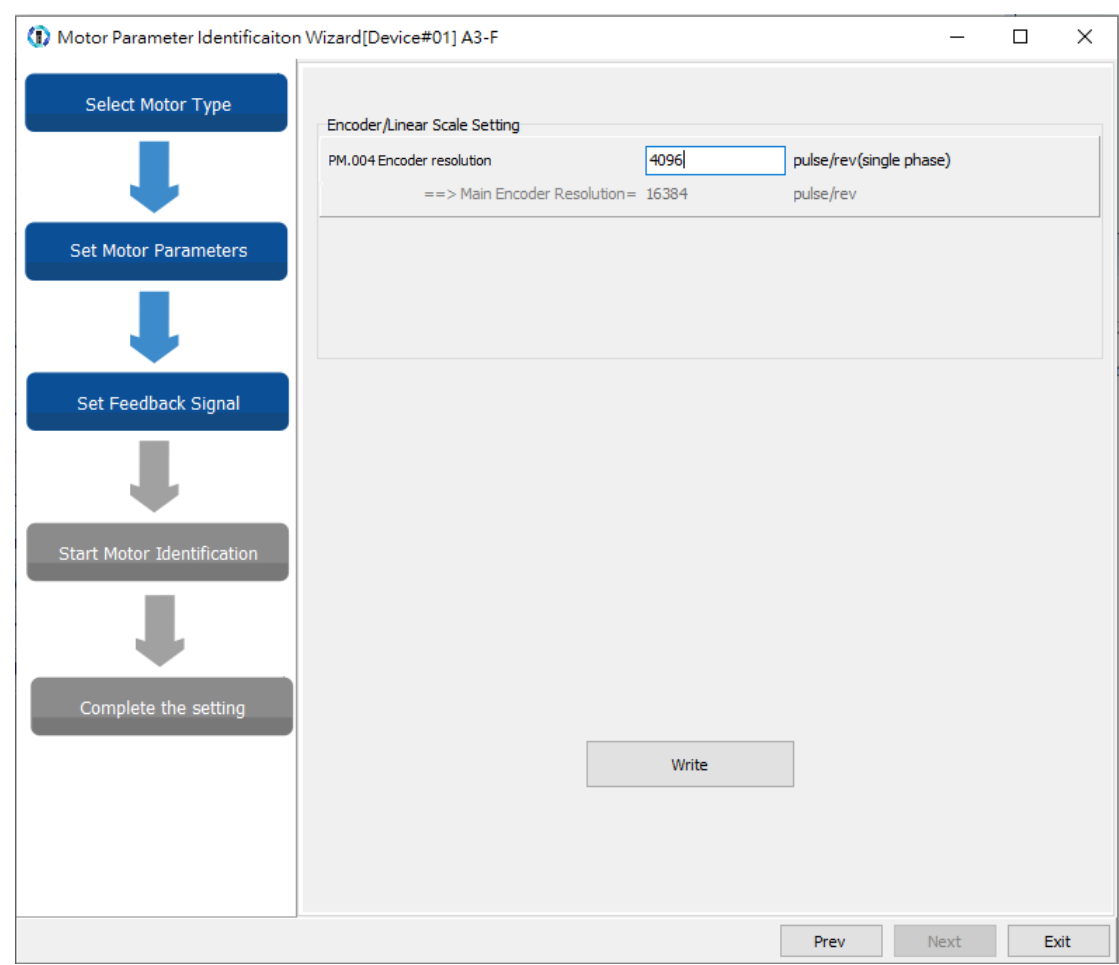 Motor Parameter Identificaiton Wizard[Device#01] A3-F
Select Motor Type
Set Motor Parameters
Set Feedback Signal
Start Motor Identification
Complete the setting
Encoder/Linear Scale Setting
PM.004 Encoder resolution 4096 pulse/rev(single phase)
==> Main Encoder Resolution= 16384 pulse/rev
Write
Prev Next Exit